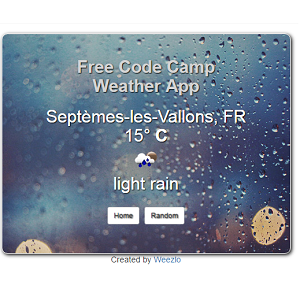 Free Code Camp
Weather App
Septèmes-les-Vallons, FR
15° C
light rain
Home Random
Created by Weezlo